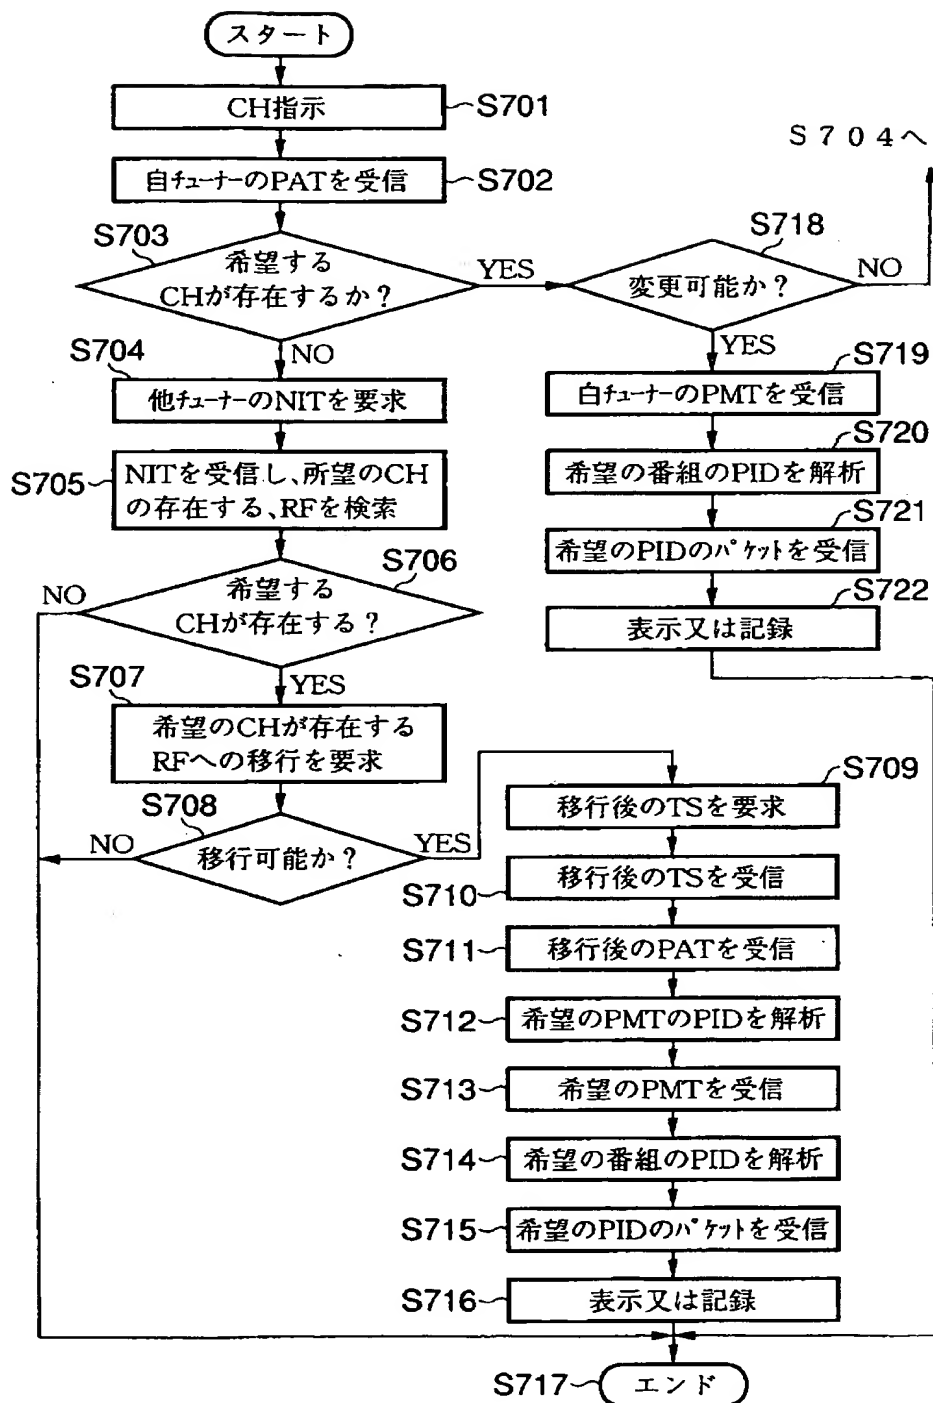 スタート
CH指示
S701
S704へ
自チューナーのPATを受信
S702
S703
希望する
CHが存在するか?
YES
S718
変更可能か?
NO
NO
YES
S704
他チューナーのNITを要求
S719
自チューナーのPMTを受信
S705
NITを受信し、所望のCH
の存在する、RFを検索
S720
希望の番組のPIDを解析
S721
希望のPIDのパケットを受信
S706
希望する
CHが存在する?
NO
YES
S722
表示又は記録
S707
希望のCHが存在する
RFへの移行を要求
S708
移行可能か?
NO
YES
S709
移行後のTSを要求
S710
移行後のTSを受信
S711
移行後のPATを受信
S712
希望のPMTのPIDを解析
S713
希望のPMTを受信
S714
希望の番組のPIDを解析
S715
希望のPIDのパケットを受信
S716
表示又は記録
S717
エンド